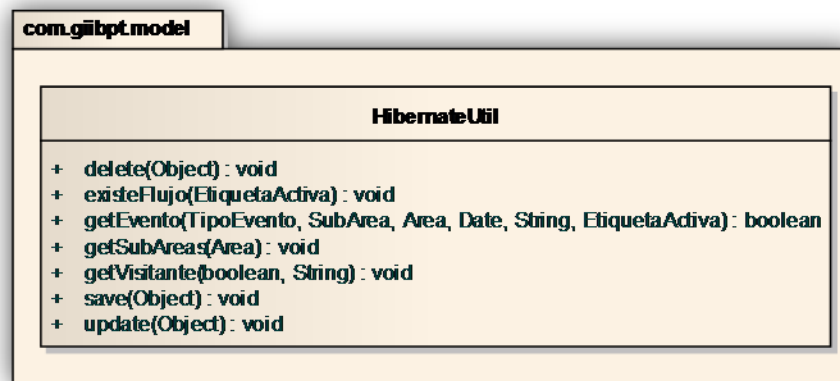 com.giibpt.model
HibernateUtil
+ delete(Object) : void
+ existeFlujo(EtiquetaActiva) : void
+ getEvento(TipoEvento, SubArea, Area, Date, String, EtiquetaActiva) : boolean
+ getSubAreas(Area) : void
+ getVisitante(boolean, String) : void
+ save(Object) : void
+ update(Object) : void